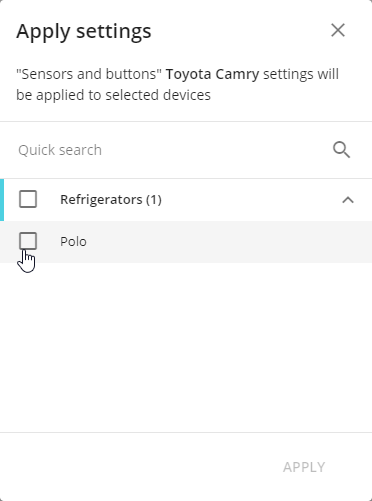 Apply settings
"Sensors and buttons" Toyota Camry settings will
be applied to selected devices
Quick search
Refrigerators (1)
Polo
APPLY